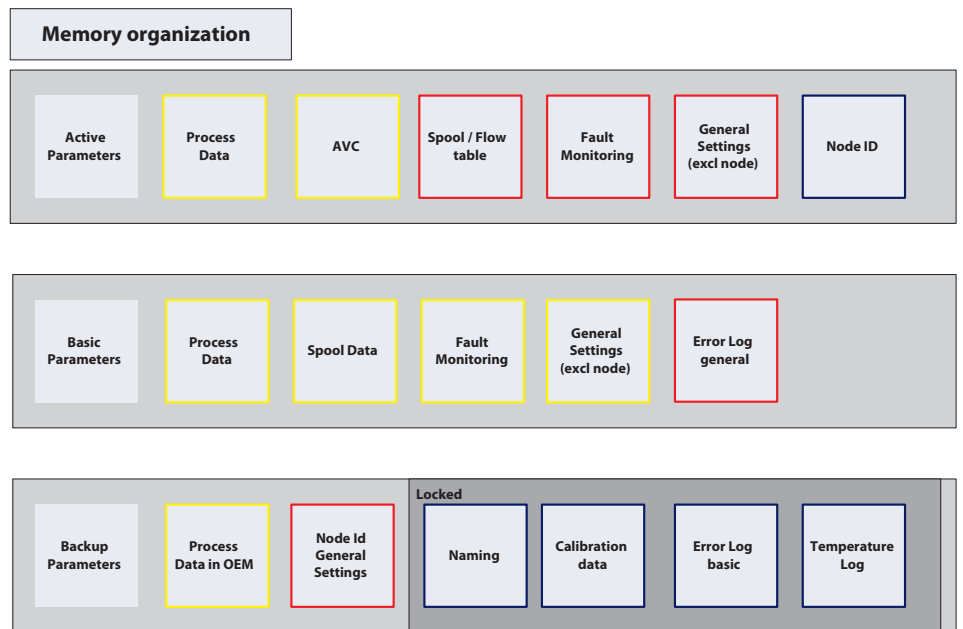 Memory organization
Active
Parameters
Process
Data
AVC
Spool / Flow
table
Fault
Monitoring
General
Settings
(excl node)
Node ID
Basic
Parameters
Process
Data
Spool Data
Fault
Monitoring
General
Settings
(excl node)
Error Log
general
Backup
Parameters
Process
Data in OEM
Node Id
General
Settings
Locked
Naming
Calibration
data
Error Log
basic
Temperature
Log